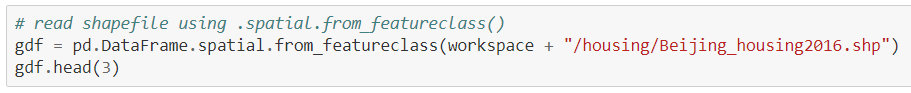 # read shapefile using .spatial.from_featureclass()
gdf = pd.DataFrame.spatial.from_featureclass(workspace + "/housing/Beijing_housing2016.shp")
gdf.head(3)